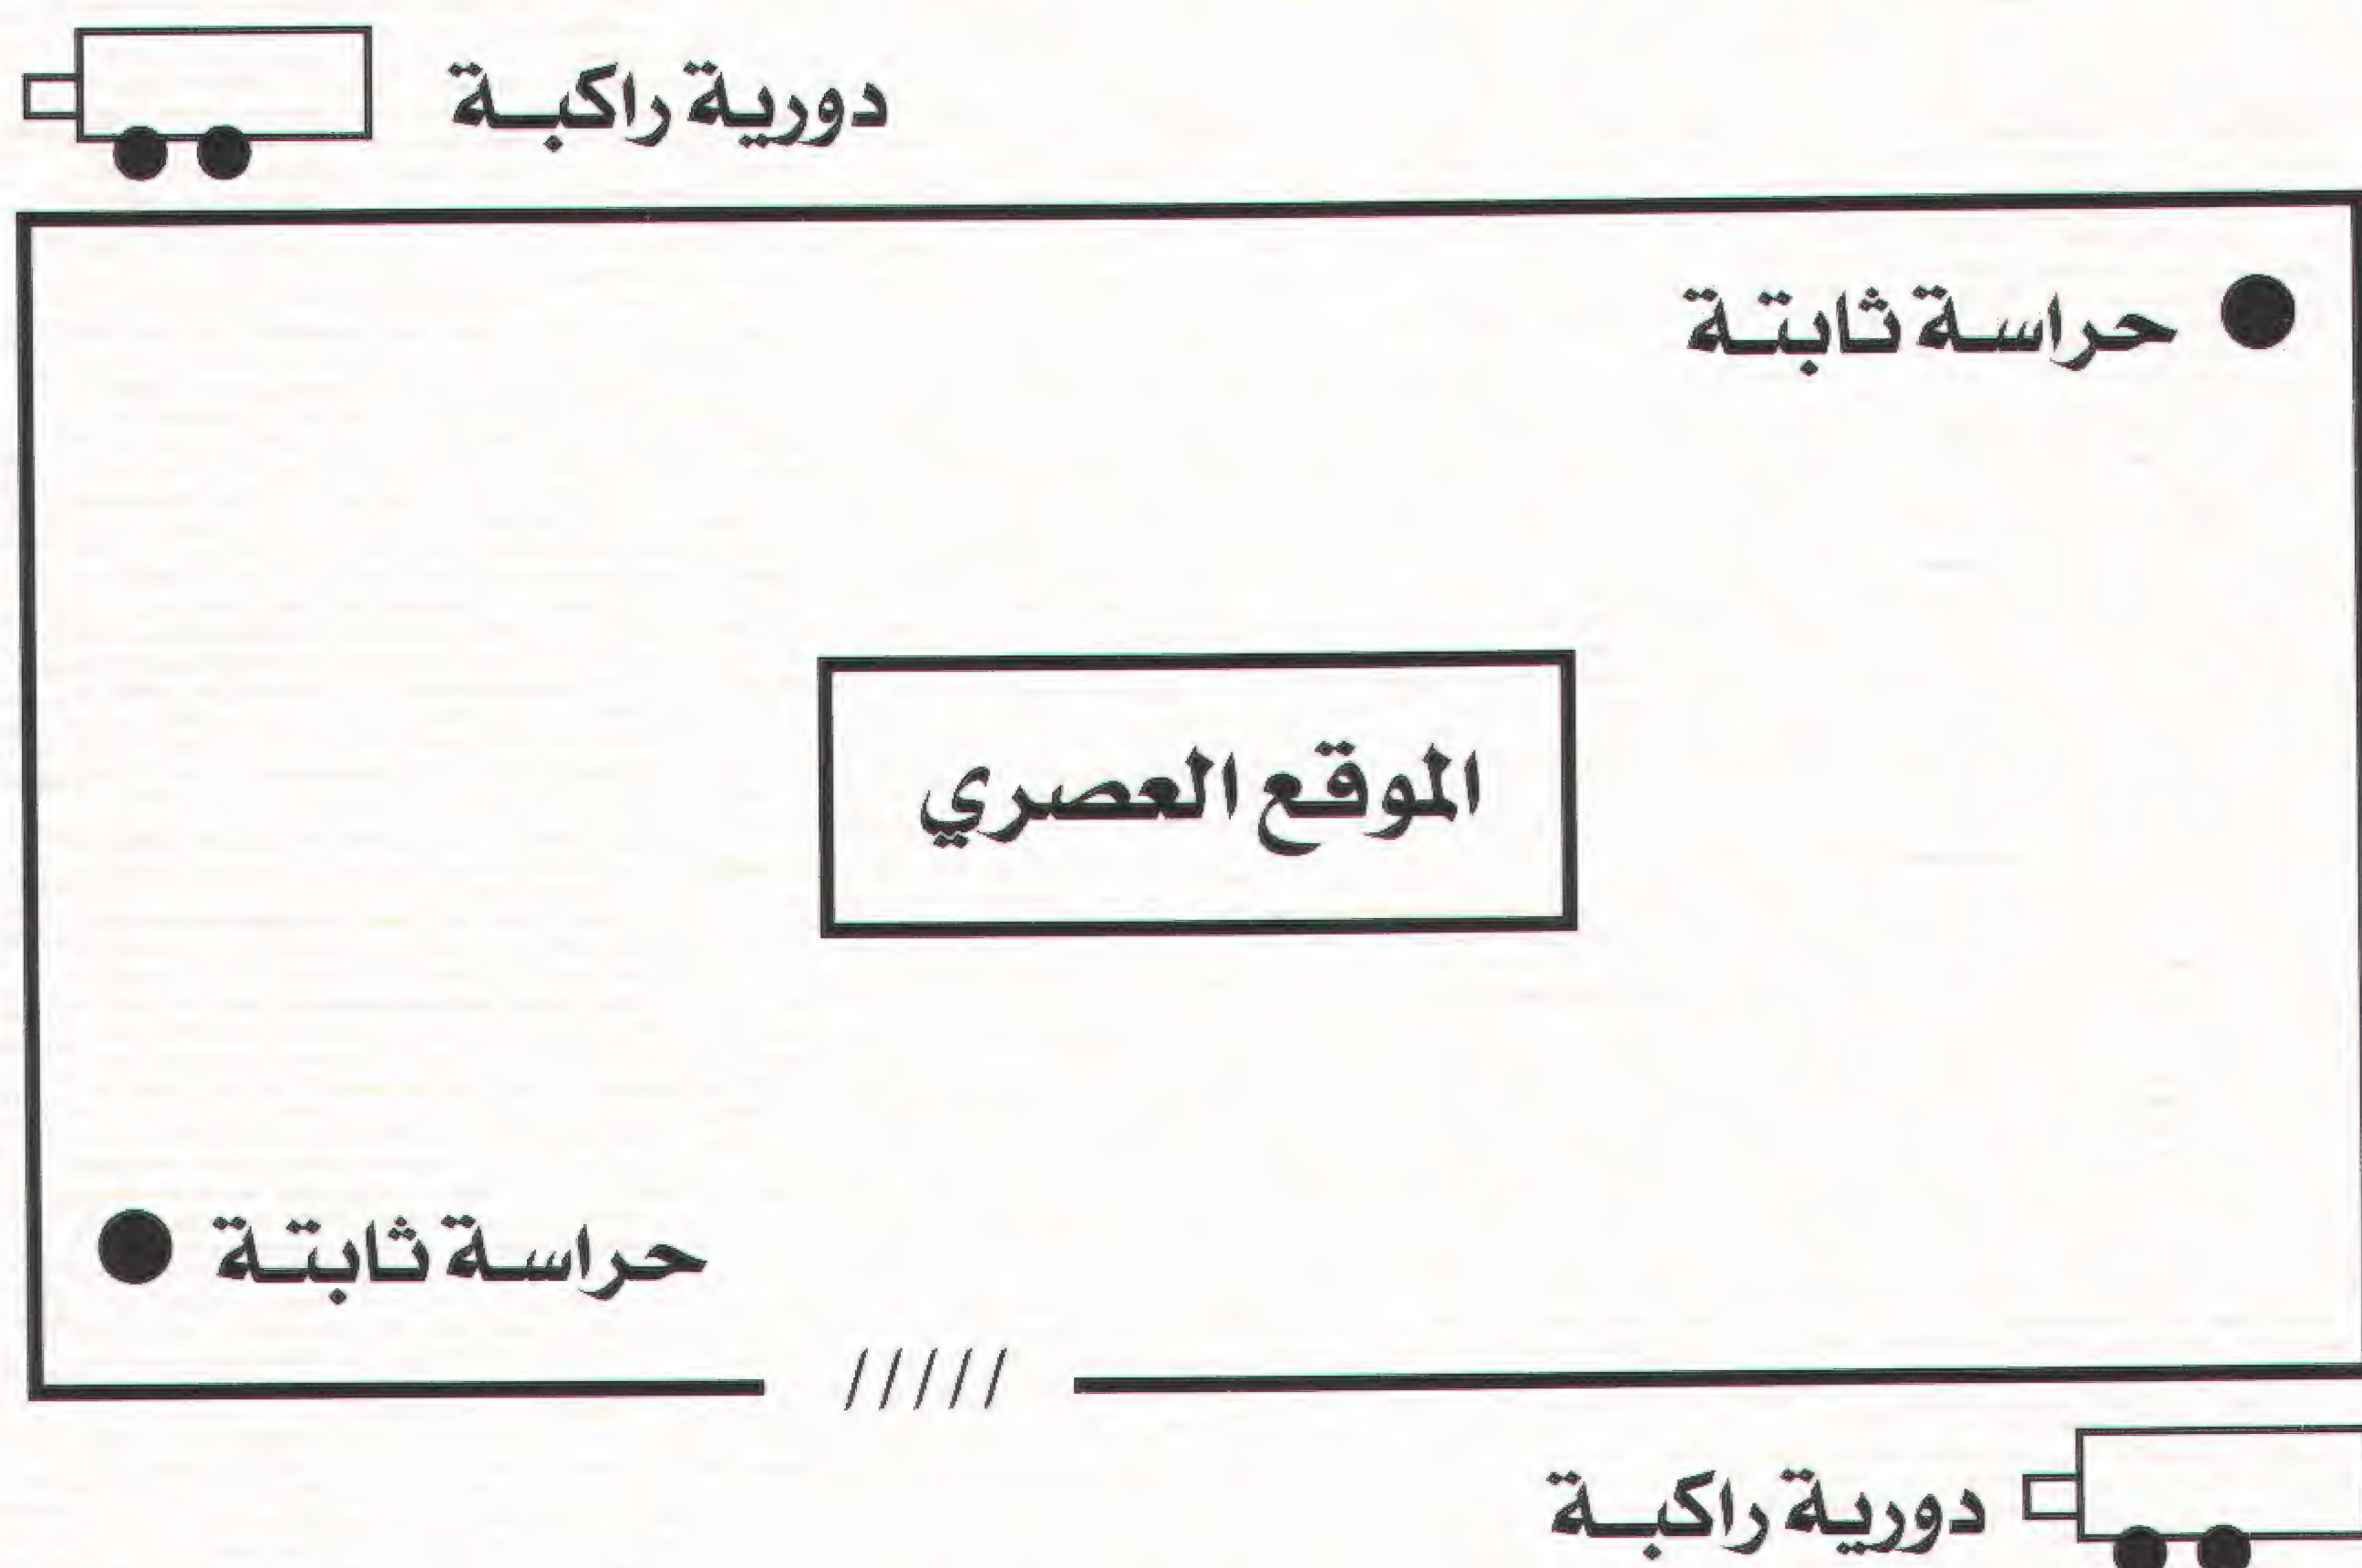 دورية راكبة
حراسة ثابتة
الموقع العصري
حراسة ثابتة
/////
دورية راكبة